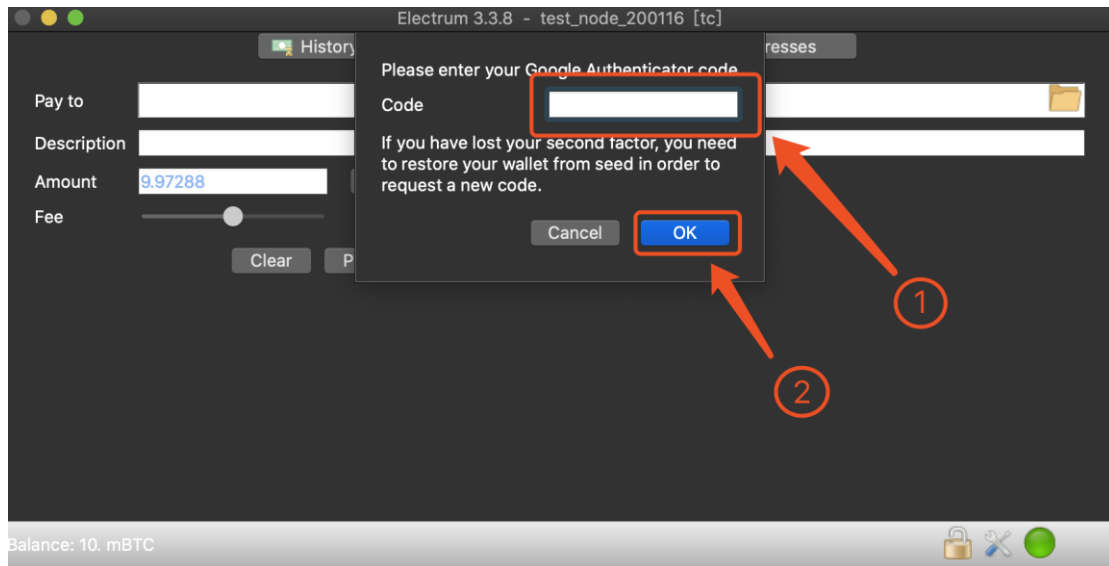 Electrum 3.3.8 - test_node_200116 [tc]
History
resses
Please enter your Google Authenticator code
Pay to
Code
Description
If you have lost your second factor, you need
to restore your wallet from seed in order to
request a new code.
Amount 9.97288
Fee
Cancel OK
Clear P
1
2
Balance: 10. mBTC